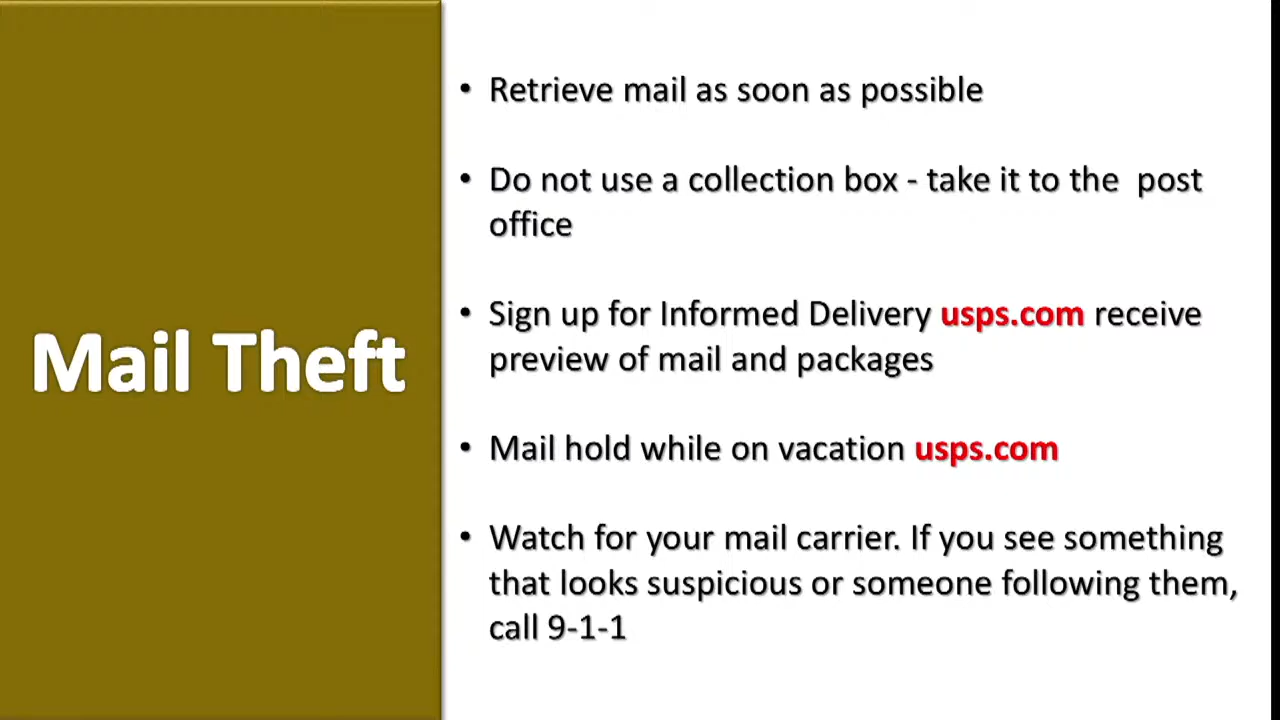 Mail Theft
• Retrieve mail as soon as possible
• Do not use a collection box - take it to the  post
office
• Sign up for Informed Delivery usps.com receive
preview of mail and packages
• Mail hold while on vacation usps.com
• Watch for your mail carrier. If you see something
that looks suspicious or someone following them,
call 9-1-1